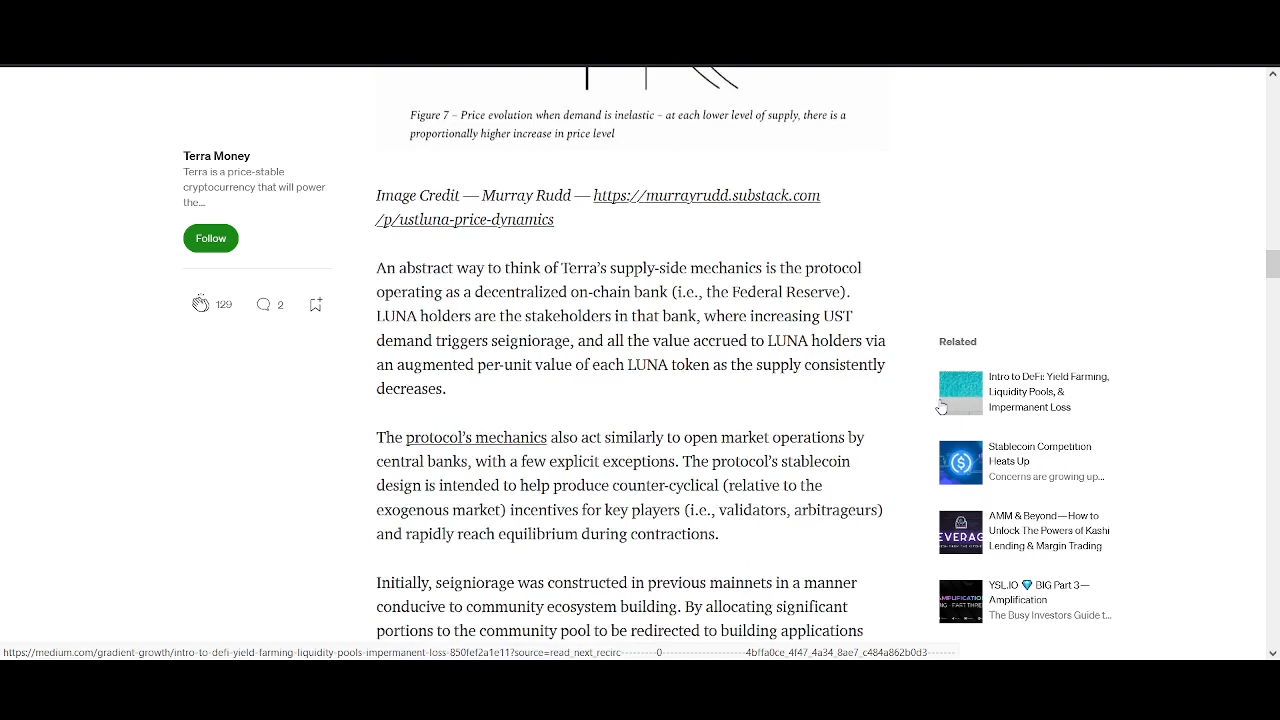 Figure 7 – Price evolution when demand is inelastic – at each lower level of supply, there is a
proportionally higher increase in price level
Terra Money
Terra is a price-stable
cryptocurrency that will power
the...
Follow
129
2
Image Credit — Murray Rudd — https://murrayrudd.substack.com
/p/ustluna-price-dynamics
An abstract way to think of Terra’s supply-side mechanics is the protocol
operating as a decentralized on-chain bank (i.e., the Federal Reserve).
LUNA holders are the stakeholders in that bank, where increasing UST
demand triggers seigniorage, and all the value accrued to LUNA holders via
an augmented per-unit value of each LUNA token as the supply consistently
decreases.
The protocol’s mechanics also act similarly to open market operations by
central banks, with a few explicit exceptions. The protocol’s stablecoin
design is intended to help produce counter-cyclical (relative to the
exogenous market) incentives for key players (i.e., validators, arbitrageurs)
and rapidly reach equilibrium during contractions.
Initially, seigniorage was constructed in previous mainnets in a manner
conducive to community ecosystem building. By allocating significant
portions to the community pool to be redirected to building applications
Related
Intro to DeFi: Yield Farming,
Liquidity Pools, &
Impermanent Loss
Stablecoin Competition
Heats Up
Concerns are growing up...
EVERAG
AMM & Beyond — How to
Unlock The Powers of Kashi
Lending & Margin Trading
AMPLIFICATIO
YSL.IO 💎 BIG Part 3 —
Amplification
The Busy Investors Guide t...
https://medium.com/gradient-growth/intro-to-defi-yield-farming-liquidity-pools-impermanent-loss-850fef2a1e11?source=read_next_recirc---------0---------------------4bffa0ce_4f47_4a34_8ae7_c484a862b0d3-------